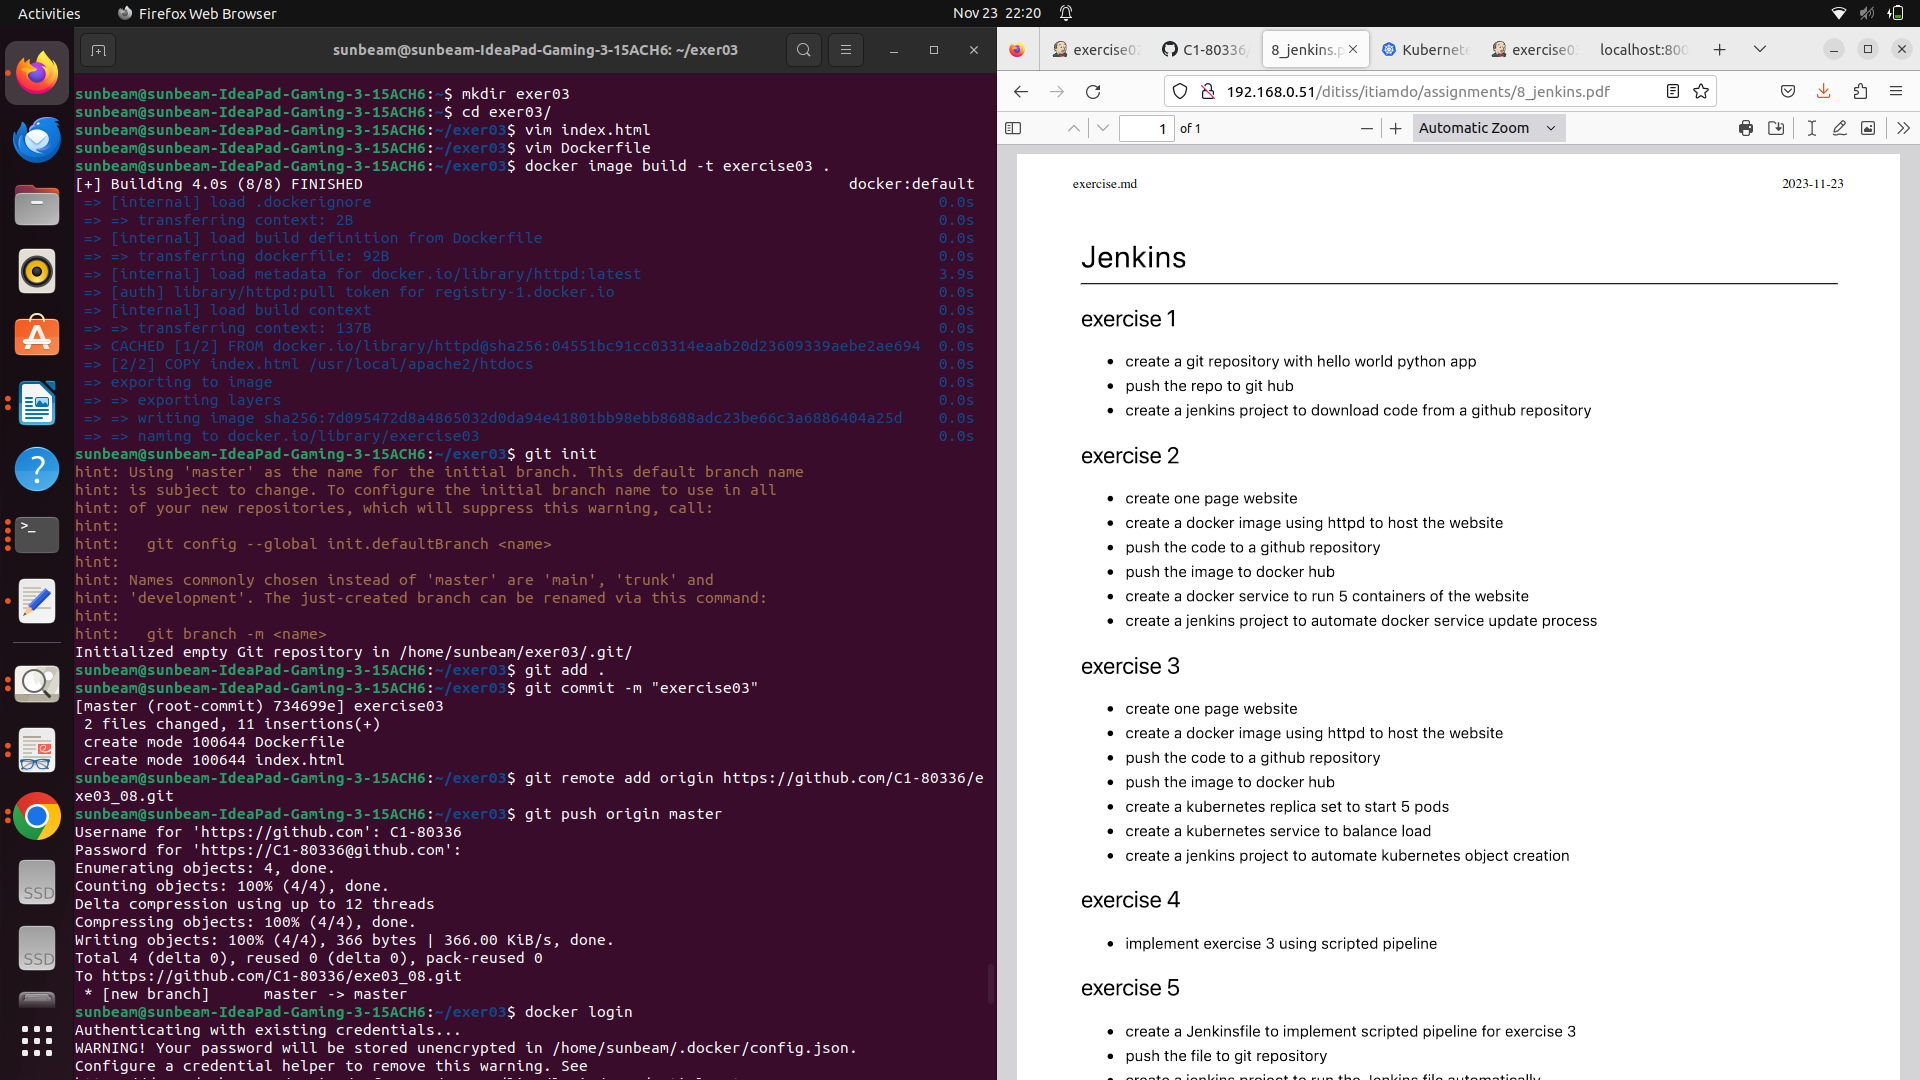 Activities
Firefox Web Browser
Nov 23 22:20
sunbeam@sunbeam-IdeaPad-Gaming-3-15ACH6: ~/exer03
sunbeam@sunbeam-IdeaPad-Gaming-3-15ACH6:~$ mkdir exer03
sunbeam@sunbeam-IdeaPad-Gaming-3-15ACH6:~$ cd exer03/
sunbeam@sunbeam-IdeaPad-Gaming-3-15ACH6:~/exer03$ vim index.html
sunbeam@sunbeam-IdeaPad-Gaming-3-15ACH6:~/exer03$ vim Dockerfile
sunbeam@sunbeam-IdeaPad-Gaming-3-15ACH6:~/exer03$ docker image build -t exercise03 .
[+] Building 4.0s (8/8) FINISHED docker:default
=> [internal] load .dockerignore 0.0s
=> => transferring context: 2B 0.0s
=> [internal] load build definition from Dockerfile 0.0s
=> => transferring dockerfile: 92B 0.0s
=> [internal] load metadata for docker.io/library/httpd:latest 3.9s
=> [auth] library/httpd:pull token for registry-1.docker.io 0.0s
=> [internal] load build context 0.0s
=> => transferring context: 137B 0.0s
=> CACHED [1/2] FROM docker.io/library/httpd@sha256:04551bc91cc03314eaab20d23609339aebe2ae694 0.0s
=> [2/2] COPY index.html /usr/local/apache2/htdocs 0.0s
=> exporting to image 0.0s
=> => exporting layers 0.0s
=> => writing image sha256:7d095472d8a4865032d0da94e41801bb98ebb8688adc23be66c3a6886404a25d 0.0s
=> => naming to docker.io/library/exercise03 0.0s
sunbeam@sunbeam-IdeaPad-Gaming-3-15ACH6:~/exer03$ git init
hint: Using 'master' as the name for the initial branch. This default branch name
hint: is subject to change. To configure the initial branch name to use in all
hint: of your new repositories, which will suppress this warning, call:
hint:
hint: git config --global init.defaultBranch <name>
hint:
hint: Names commonly chosen instead of 'master' are 'main', 'trunk' and
hint: 'development'. The just-created branch can be renamed via this command:
hint:
hint: git branch -m <name>
Initialized empty Git repository in /home/sunbeam/exer03/.git/
sunbeam@sunbeam-IdeaPad-Gaming-3-15ACH6:~/exer03$ git add .
sunbeam@sunbeam-IdeaPad-Gaming-3-15ACH6:~/exer03$ git commit -m "exercise03"
[master (root-commit) 734699e] exercise03
2 files changed, 11 insertions(+)
create mode 100644 Dockerfile
create mode 100644 index.html
sunbeam@sunbeam-IdeaPad-Gaming-3-15ACH6:~/exer03$ git remote add origin https://github.com/C1-80336/e
xe03_08.git
sunbeam@sunbeam-IdeaPad-Gaming-3-15ACH6:~/exer03$ git push origin master
Username for 'https://github.com': C1-80336
Password for 'https://C1-80336@github.com':
Enumerating objects: 4, done.
Counting objects: 100% (4/4), done.
Delta compression using up to 12 threads
Compressing objects: 100% (4/4), done.
Writing objects: 100% (4/4), 366 bytes | 366.00 KiB/s, done.
Total 4 (delta 0), reused 0 (delta 0), pack-reused 0
To https://github.com/C1-80336/exe03_08.git
* [new branch] master -> master
sunbeam@sunbeam-IdeaPad-Gaming-3-15ACH6:~/exer03$ docker login
Authenticating with existing credentials...
WARNING! Your password will be stored unencrypted in /home/sunbeam/.docker/config.json.
Configure a credential helper to remove this warning. See
SSD
SSD
exercise02
C1-80336/
8_jenkins.p
Kubernete
exercise03
localhost:800
192.168.0.51/ditiss/itiamdo/assignments/8_jenkins.pdf
1 of 1
Automatic Zoom
exercise.md
2023-11-23
Jenkins
exercise 1
• create a git repository with hello world python app
• push the repo to git hub
• create a jenkins project to download code from a github repository
exercise 2
• create one page website
• create a docker image using httpd to host the website
• push the code to a github repository
• push the image to docker hub
• create a docker service to run 5 containers of the website
• create a jenkins project to automate docker service update process
exercise 3
• create one page website
• create a docker image using httpd to host the website
• push the code to a github repository
• push the image to docker hub
• create a kubernetes replica set to start 5 pods
• create a kubernetes service to balance load
• create a jenkins project to automate kubernetes object creation
exercise 4
• implement exercise 3 using scripted pipeline
exercise 5
• create a Jenkinsfile to implement scripted pipeline for exercise 3
• push the file to git repository
• create a jenkins project to run the Jenkins file automatically